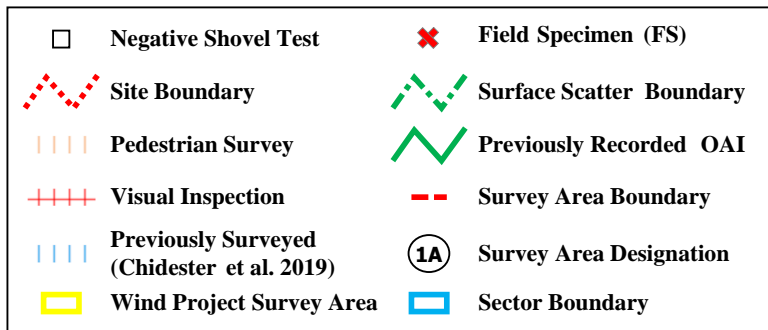 Negative Shovel Test
Field Specimen (FS)
Site Boundary
Surface Scatter Boundary
Pedestrian Survey
Previously Recorded OAI
Visual Inspection
Survey Area Boundary
Previously Surveyed
(Chidester et al. 2019)
1A
Survey Area Designation
Wind Project Survey Area
Sector Boundary